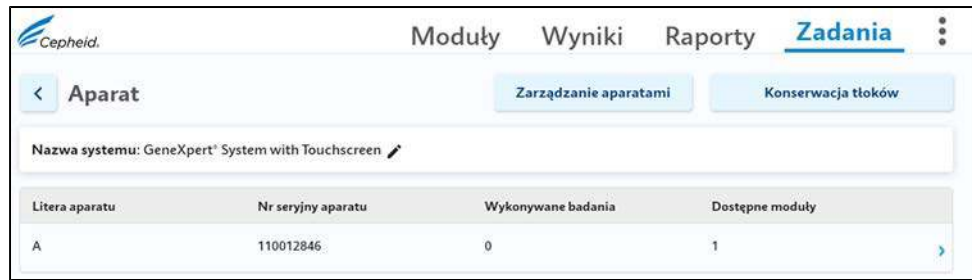 Cepheid.
Moduły Wyniki Raporty Zadania
Aparat Zarządzanie aparatami Konserwacja tłoków
Nazwa systemu: GeneXpert® System with Touchscreen
Litera aparatu Nr seryjny aparatu Wykonywane badania Dostępne moduły
A 110012846 0 1